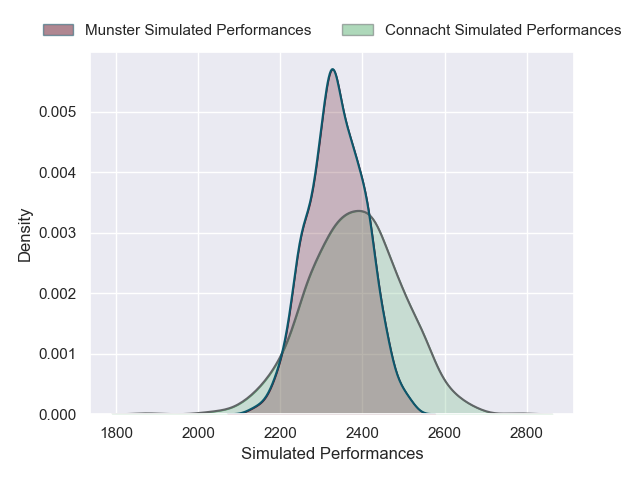 Munster Simulated Performances
Connacht Simulated Performances
0.005
0.004
0.003
0.002
0.001
0.000
Density
1800 2000 2200 2400 2600 2800
Simulated Performances